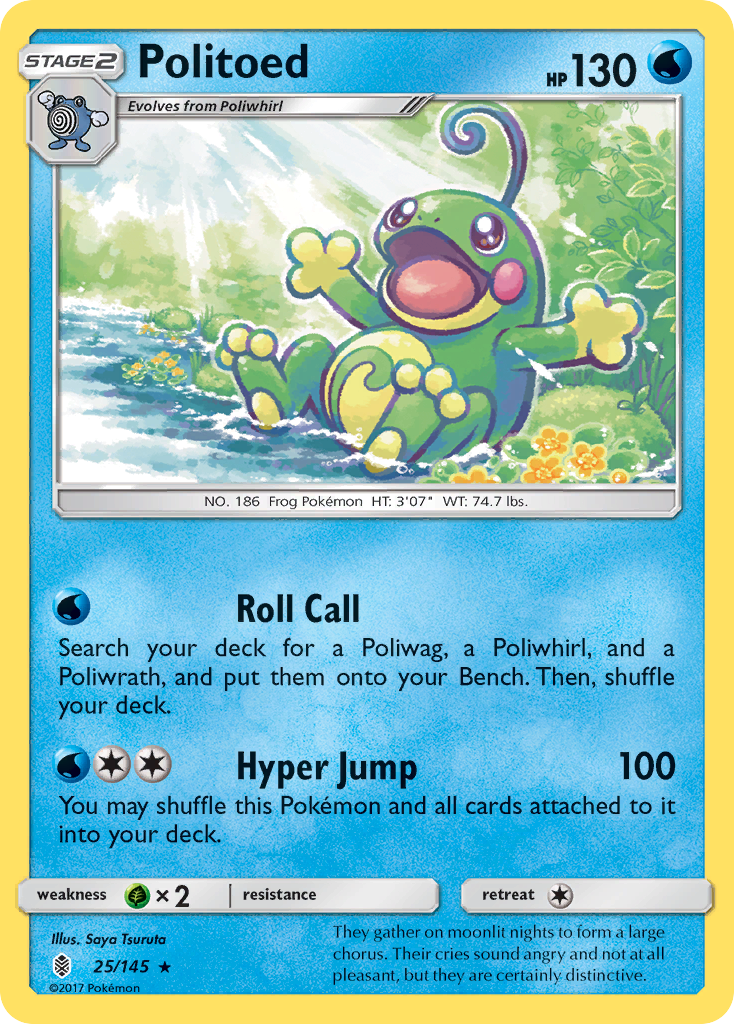 STAGE2
Politoed
HP 130
Evolves from Poliwhirl
NO. 186 Frog Pokémon HT: 3'07" WT: 74.7 lbs.
Roll Call
Search your deck for a Poliwag, a Poliwhirl, and a
Poliwrath, and put them onto your Bench. Then, shuffle
your deck.
Hyper Jump 100
You may shuffle this Pokémon and all cards attached to it
into your deck.
weakness ×2 resistance retreat
Illus. Saya Tsuruta
25/145 ★
©2017 Pokémon
They gather on moonlit nights to form a large
chorus. Their cries sound angry and not at all
pleasant, but they are certainly distinctive.